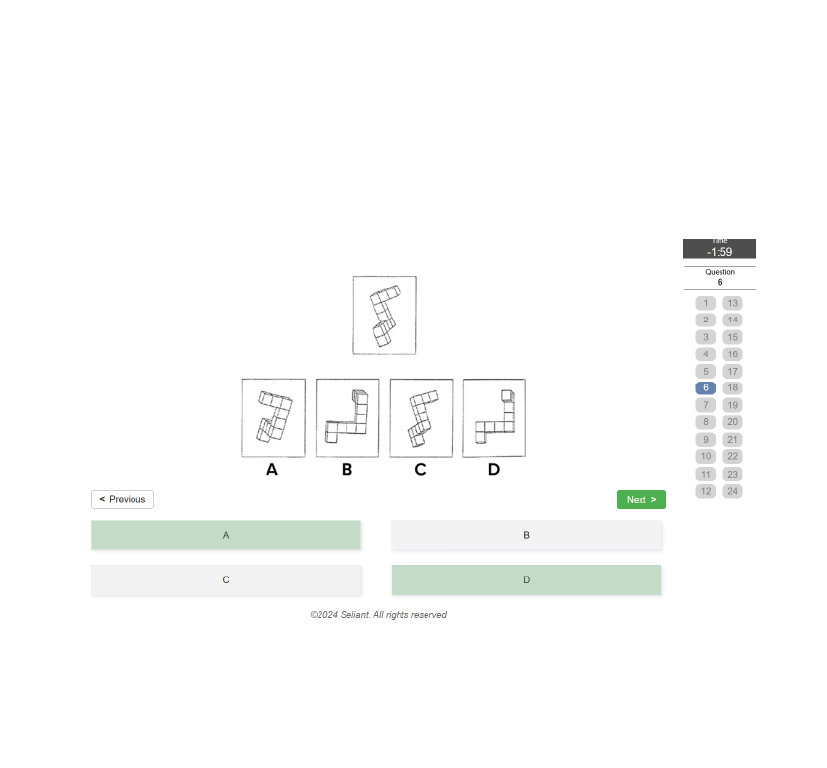 Time
-1:59
Question
6
1 13
2 14
3 15
4 16
5 17
6 18
7 19
8 20
9 21
10 22
11 23
12 24
A B C D
< Previous Next >
A B
C D
©2024 Seliant. All rights reserved